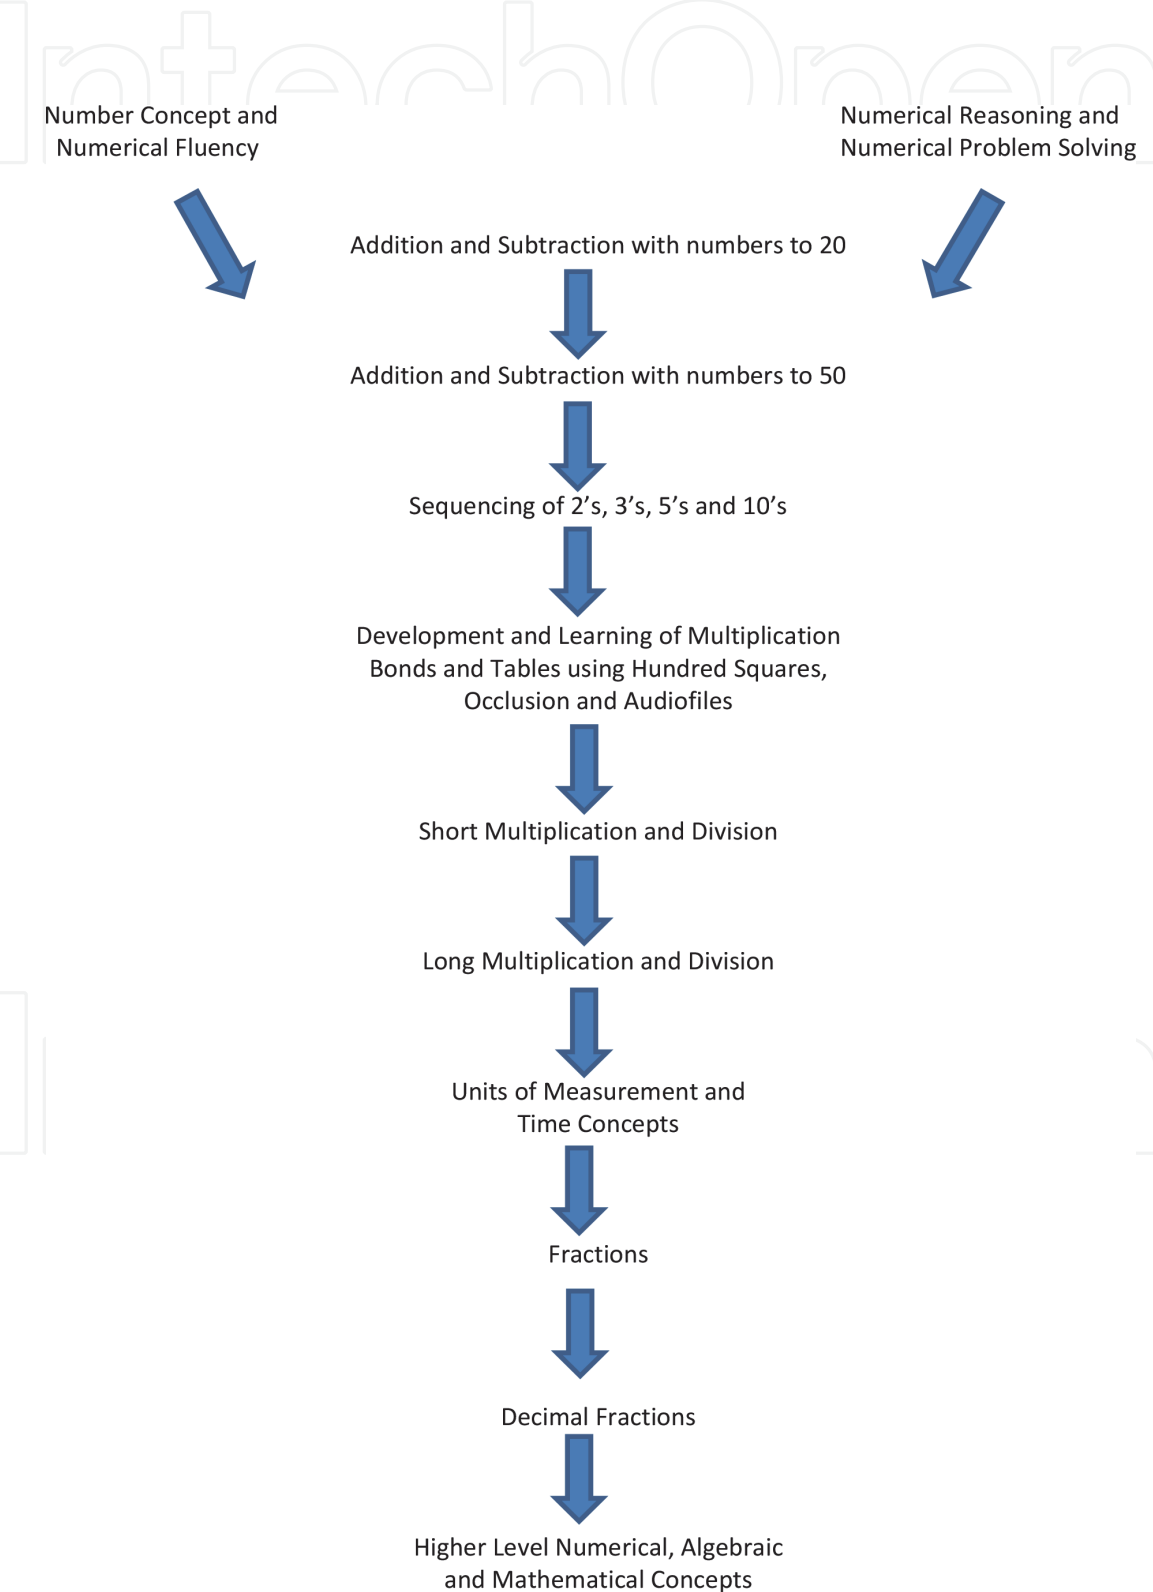 IntechOpen
Number Concept and
Numerical Fluency
Numerical Reasoning and
Numerical Problem Solving
Addition and Subtraction with numbers to 20
Addition and Subtraction with numbers to 50
Sequencing of 2’s, 3’s, 5’s and 10’s
Development and Learning of Multiplication
Bonds and Tables using Hundred Squares,
Occlusion and Audiofiles
Short Multiplication and Division
Long Multiplication and Division
Units of Measurement and
Time Concepts
Fractions
Decimal Fractions
Higher Level Numerical, Algebraic
and Mathematical Concepts